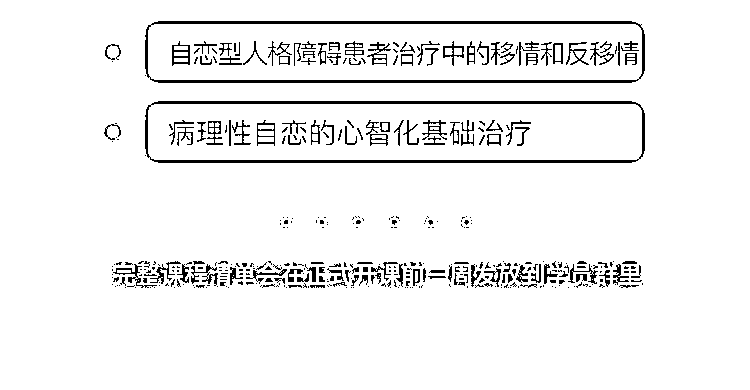 自恋型人格障碍患者治疗中的移情和反移情
病理性自恋的心智化基础治疗
......
完整课程清单会在正式开课前一周发放到学员群里